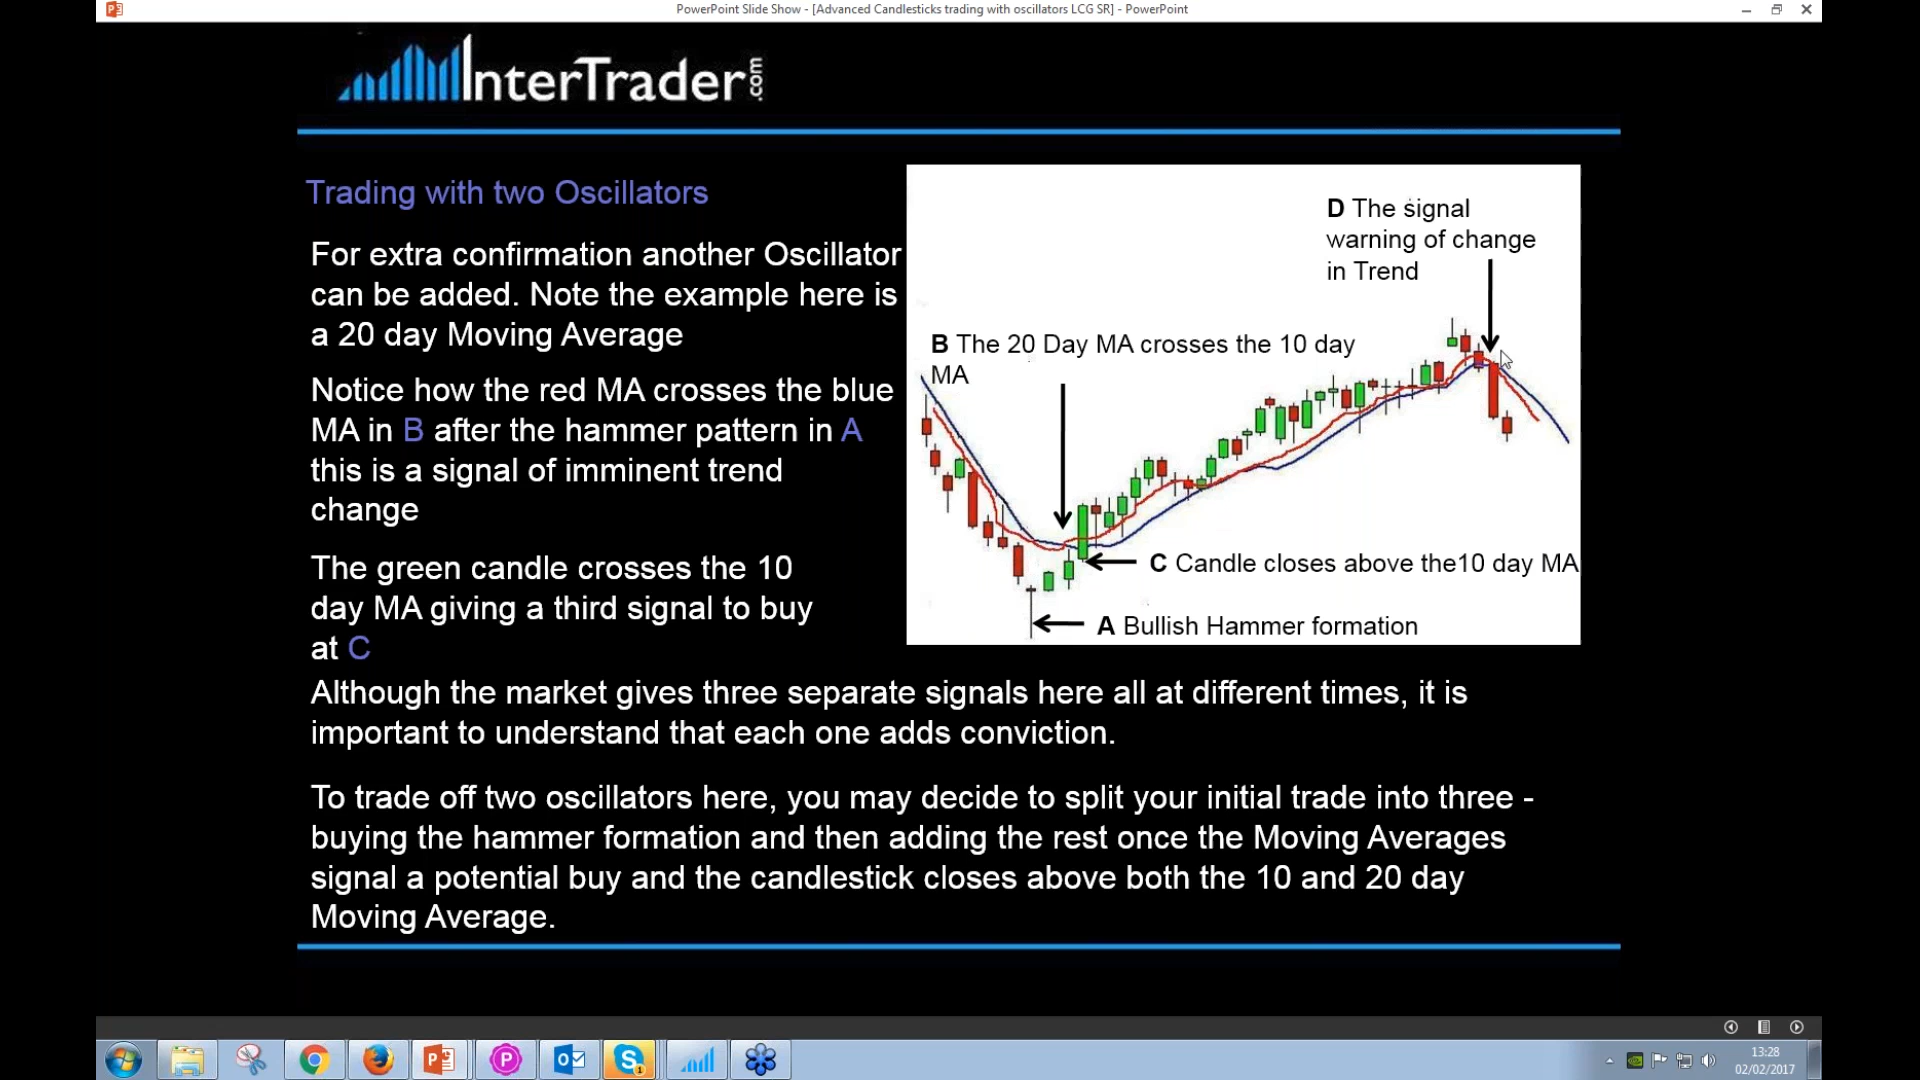 PowerPoint Slide Show - [Advanced Candlesticks trading with oscillators LCG SR] - PowerPoint
InterTrader.com
Trading with two Oscillators
For extra confirmation another Oscillator
can be added. Note the example here is
a 20 day Moving Average
Notice how the red MA crosses the blue
MA in B after the hammer pattern in A
this is a signal of imminent trend
change
The green candle crosses the 10
day MA giving a third signal to buy
at C
D The signal
warning of change
in Trend
B The 20 Day MA crosses the 10 day
MA
C Candle closes above the10 day MA
A Bullish Hammer formation
Although the market gives three separate signals here all at different times, it is
important to understand that each one adds conviction.
To trade off two oscillators here, you may decide to split your initial trade into three -
buying the hammer formation and then adding the rest once the Moving Averages
signal a potential buy and the candlestick closes above both the 10 and 20 day
Moving Average.
13:28
02/02/2017